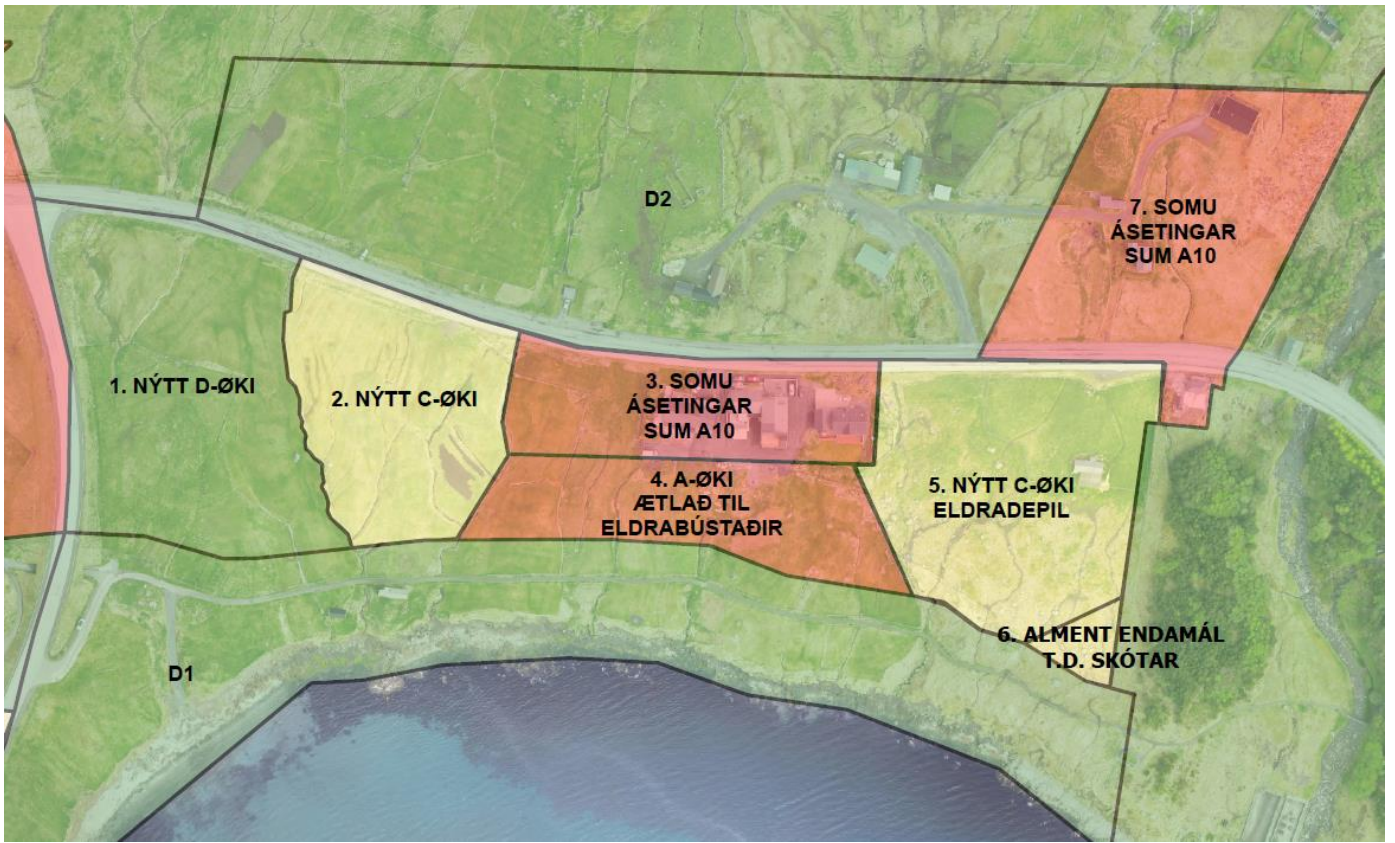 D2
7. SOMU
ÁSETINGAR
SUM A10
1. NÝTT D-ØKI
2. NÝTT C-ØKI
3. SOMU
ÁSETINGAR
SUM A10
4. A-ØKI
ÆTLAÐ TIL
ELDRABÚSTAÐIR
5. NÝTT C-ØKI
ELDRADEPIL
6. ALMENT ENDAMÁL
T.D. SKÓTAR
D1